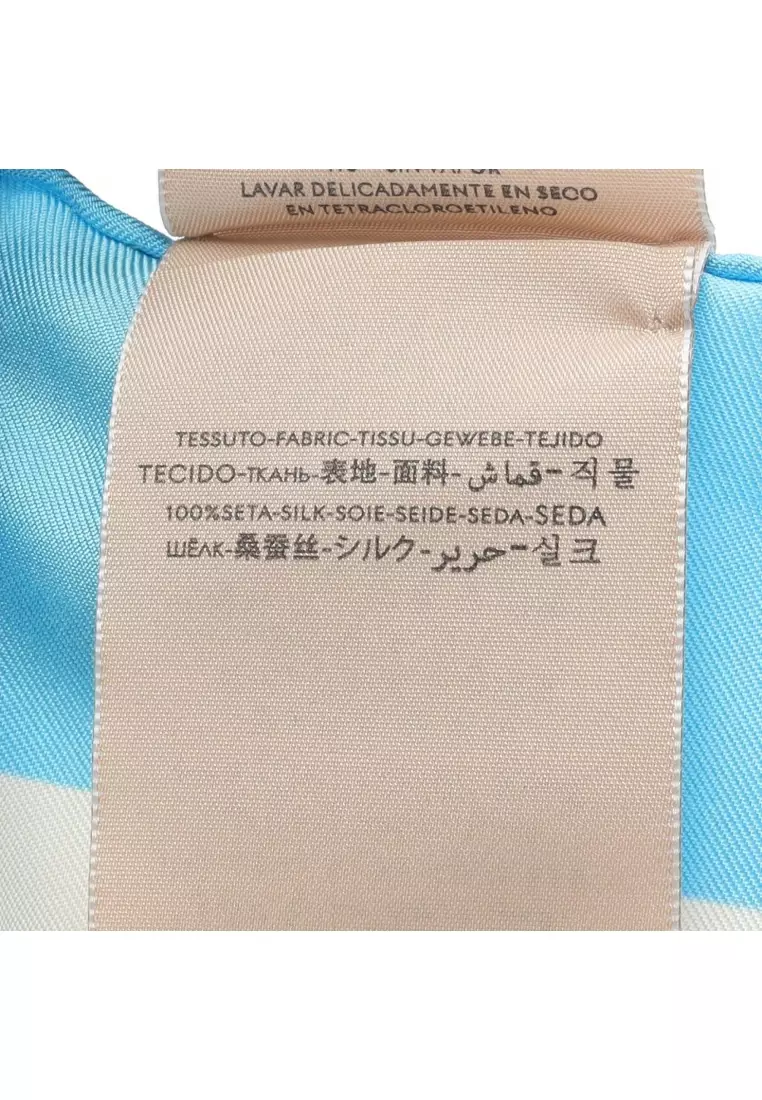 LAVAR DELICADAMENTE EN SECO
EN TETRACLOROETILENO
TESSUTO-FABRIC-TISSU-GEWEBE-TEJIDO
TECIDO-ТКАНЬ-表地-面料-قماش-직물
100%SETA-SILK-SOIE-SEIDE-SEDA-SEDA
ШЁЛК-桑蚕丝-シルク-حرير-실크